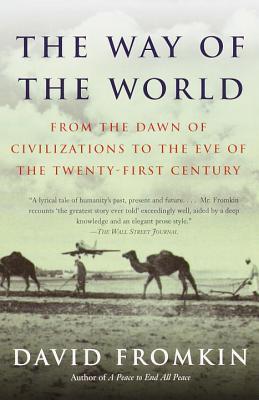 THE WAY OF
THE WORLD
FROM THE DAWN OF
CIVILIZATIONS TO THE EVE OF
THE TWENTY-FIRST CENTURY
"A lyrical tale of humanity's past, present and future. . . . Mr. Fromkin
recounts 'the greatest story ever told' exceedingly well, aided by a deep
knowledge and an elegant prose style."
—THE WALL STREET JOURNAL
DAVID FROMKIN
Author of A Peace to End All Peace